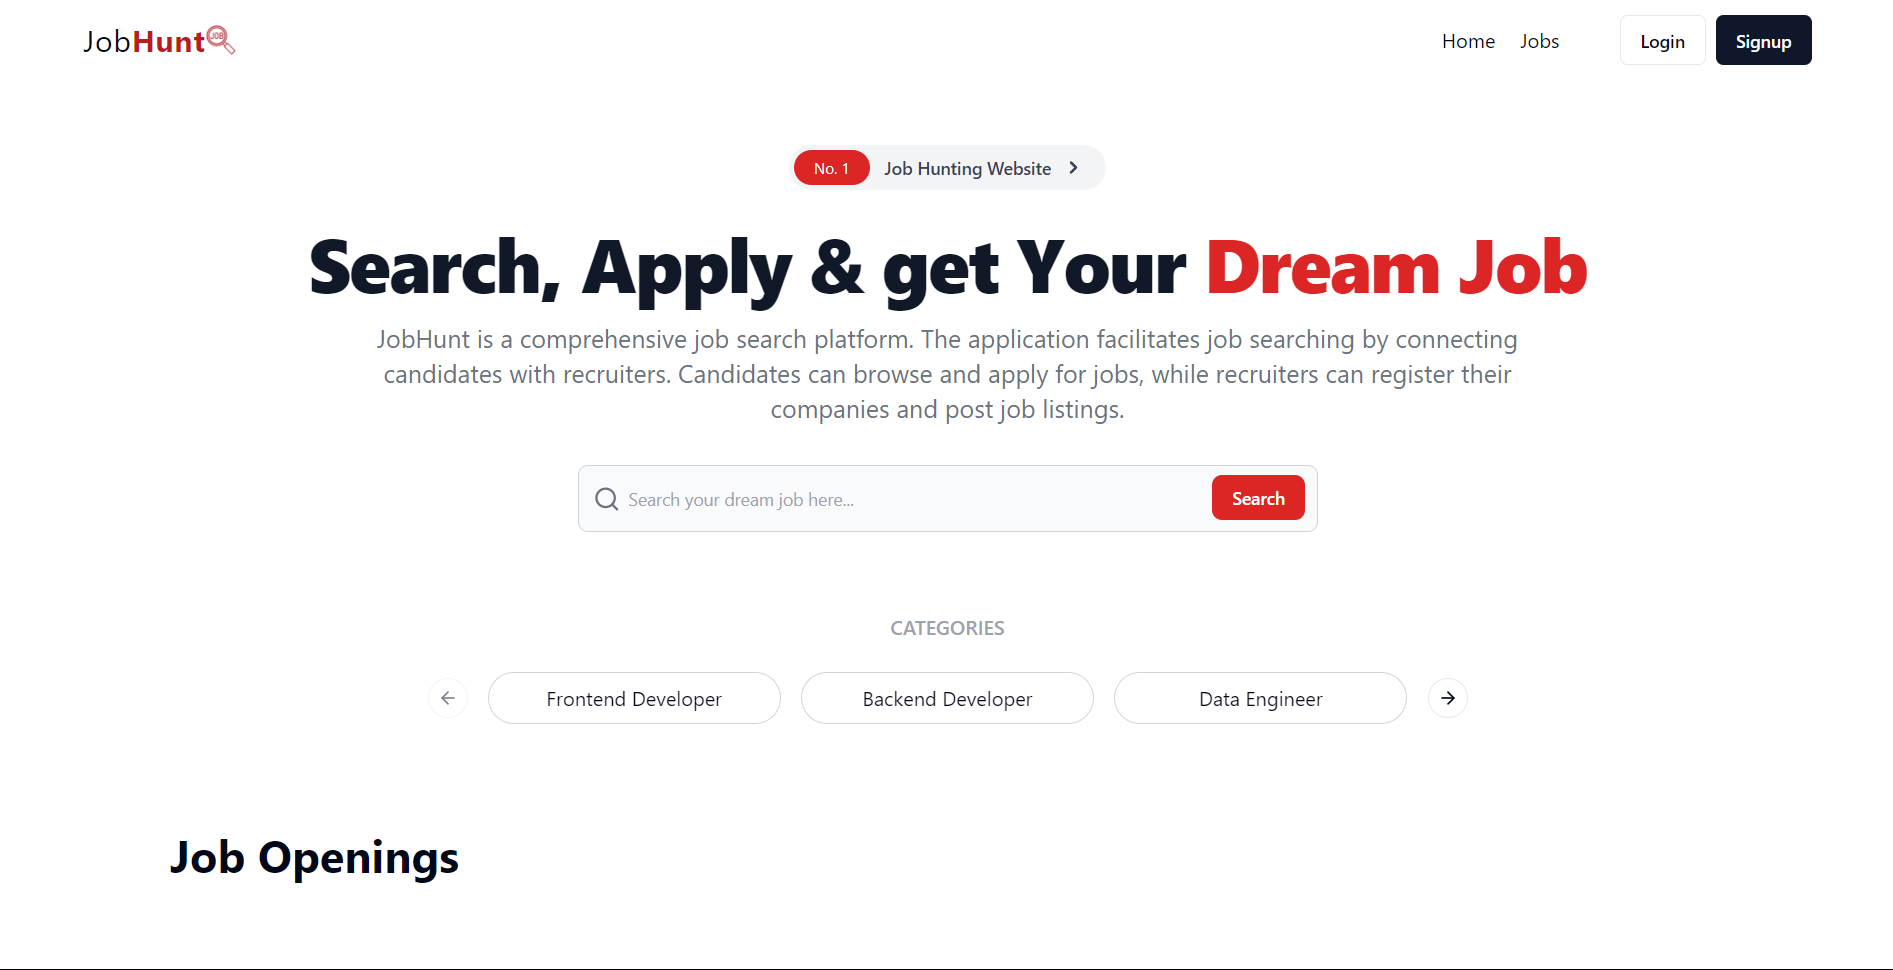 JobHunt
JOB
Home Jobs Login Signup
No. 1 Job Hunting Website
Search, Apply & get Your Dream Job
JobHunt is a comprehensive job search platform. The application facilitates job searching by connecting
candidates with recruiters. Candidates can browse and apply for jobs, while recruiters can register their
companies and post job listings.
Search your dream job here... Search
CATEGORIES
Frontend Developer Backend Developer Data Engineer
Job Openings